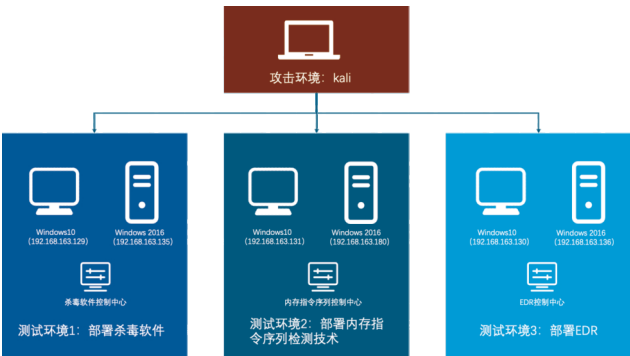 攻击环境：kali
Windows10
(192.168.163.129)
Windows 2016
(192.168.163.135)
杀毒软件控制中心
测试环境1：部署杀毒软件
Windows10
(192.168.163.131)
Windows 2016
(192.168.163.180)
内存指令序列控制中心
测试环境2：部署内存指
令序列检测技术
Windows10
(192.168.163.130)
Windows 2016
(192.168.163.136)
EDR控制中心
测试环境3：部署EDR